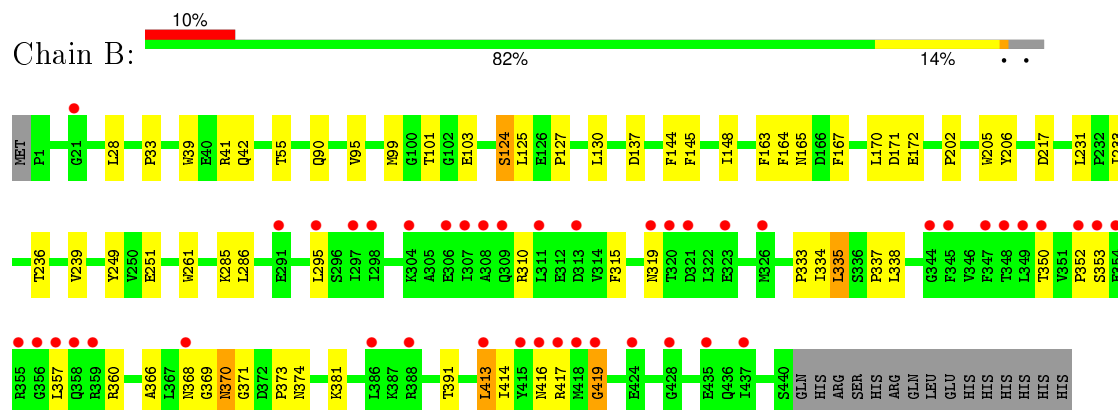 10%
Chain B:
82% 14% • •
MET P1 G21 L28 P33 W39 E40 R41 Q42 T55 Q90 V95 M99 G100 T101 G102 E103 S124 L125 E126 P127 L130 D137 F144 F145 I148 F163 F164 N165 D166 F167 L170 D171 E172 P202 W205 Y206 D217 L231 P232
T236 V239 Y249 V250 E251 W261 K285 L286 E291 L295 S296 I297 I298 K304 A305 E306 I307 A308 Q309 R310 L311 E312 D313 V314 F315 N319 T320 D321 L322 E323 M326 P333 I334 L335 S336 P337 L338 G344 F345 V346 F347 T348 L349 T350 V351 P352 S353
R355 G356 L357 Q358 R359 R360 A366 L367 N368 G369 N370 G371 D372 P373 N374 K381 L386 K387 R388 T391 L413 I414 Y415 N416 R417 M418 G419 E424 G428 E435 Q436 I437 S440 GLN HIS ARG SER HIS ARG GLN LEU GLU HIS HIS HIS HIS HIS HIS